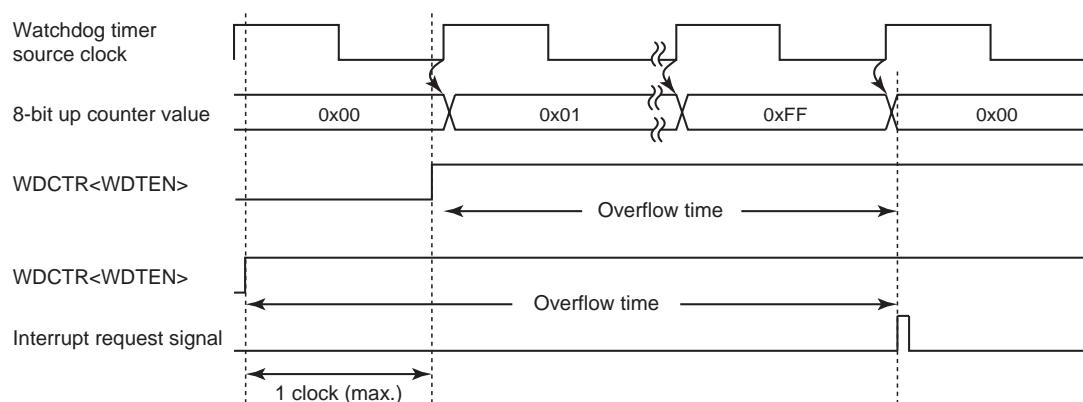 Watchdog timer
source clock
8-bit up counter value
0x00
0x01
0xFF
0x00
WDCTR<WDTEN>
Overflow time
WDCTR<WDTEN>
Overflow time
Interrupt request signal
1 clock (max.)